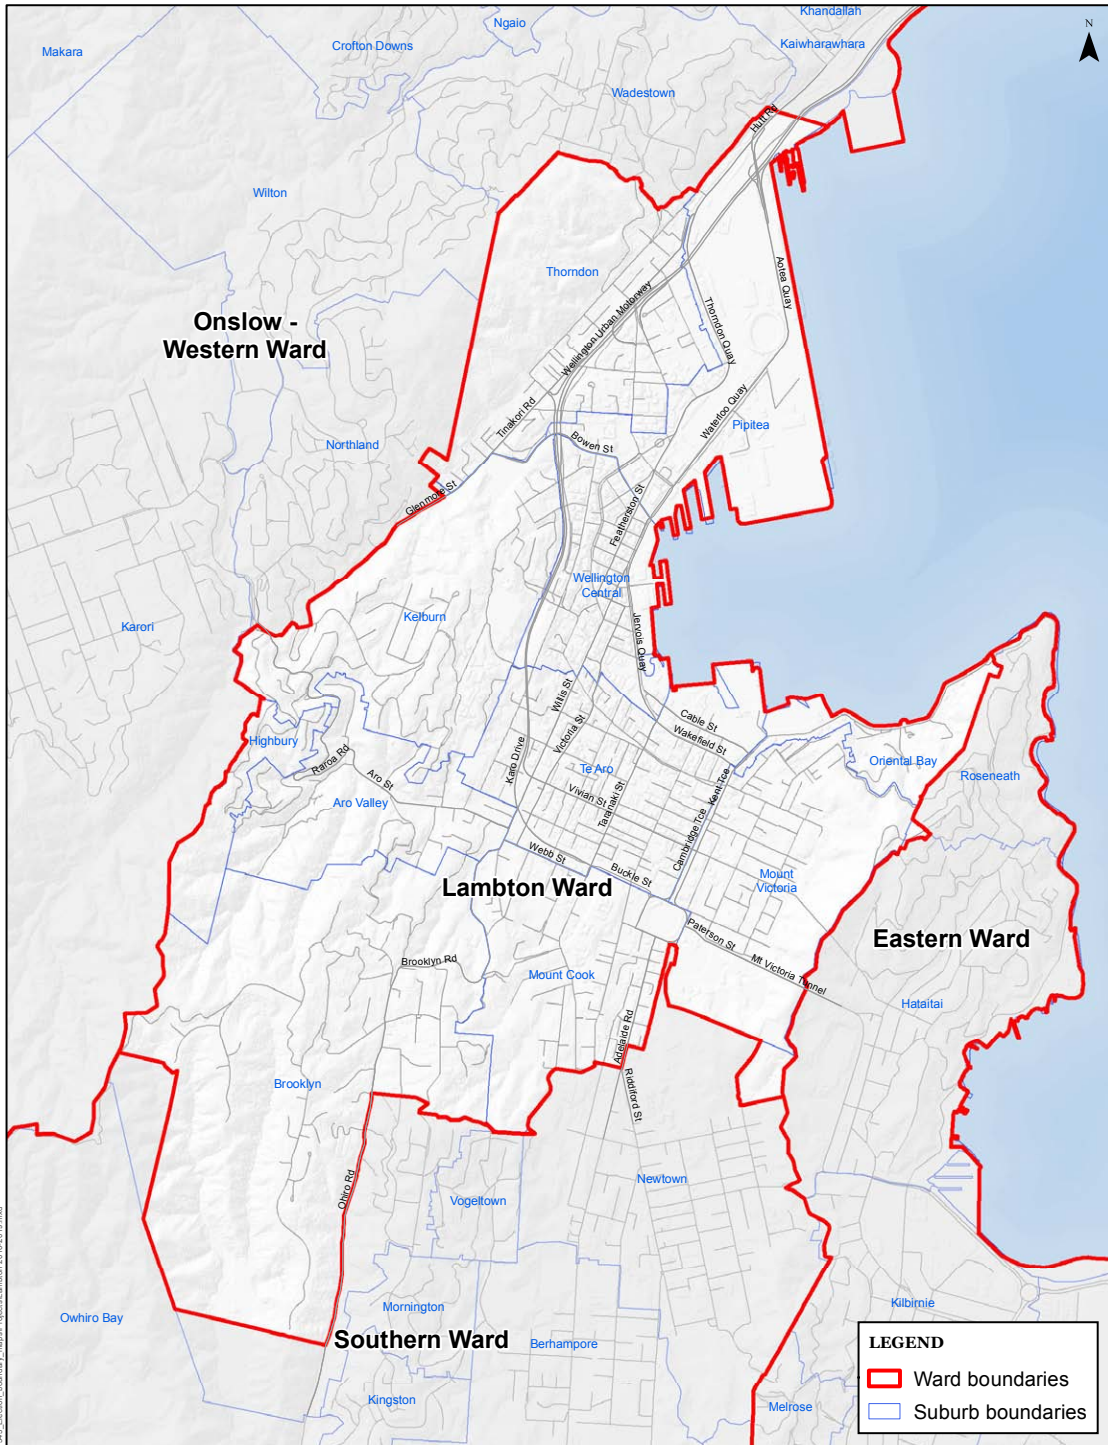 Khandallah
Ngaio
N
Makara
Crofton Downs
Kaiwharawhara
Wadestown
Hutt Rd
Wilton
Thorndon
Aotea Quay
Onslow -
Western Ward
Wellington Urban Motorway
Thorndon Quay
Tinakori Rd
Waterloo Quay
Pipitea
Northland
Bowen St
Glenmore St
Featherston St
Wellington
Central
Kelburn
Karori
Jervois Quay
Willis St
Cable St
Victoria St
Wakefield St
Highbury
Raroa Rd
Karo Drive
Te Aro
Oriental Bay
Roseneath
Aro St
Kent Tce
Aro Valley
Vivian St
Taranaki St
Cambridge Tce
Webb St
Buckle St
Mount
Victoria
Lambton Ward
Paterson St
Eastern Ward
Brooklyn Rd
Mount Cook
Mt Victoria Tunnel
Hataitai
Adelaide Rd
Brooklyn
Riddiford St
Ohiro Rd
Newtown
Vogeltown
Kilbirnie
Mornington
Owhiro Bay
Southern Ward
Berhampore
Kingston
Melrose
LEGEND
Ward boundaries
Suburb boundaries